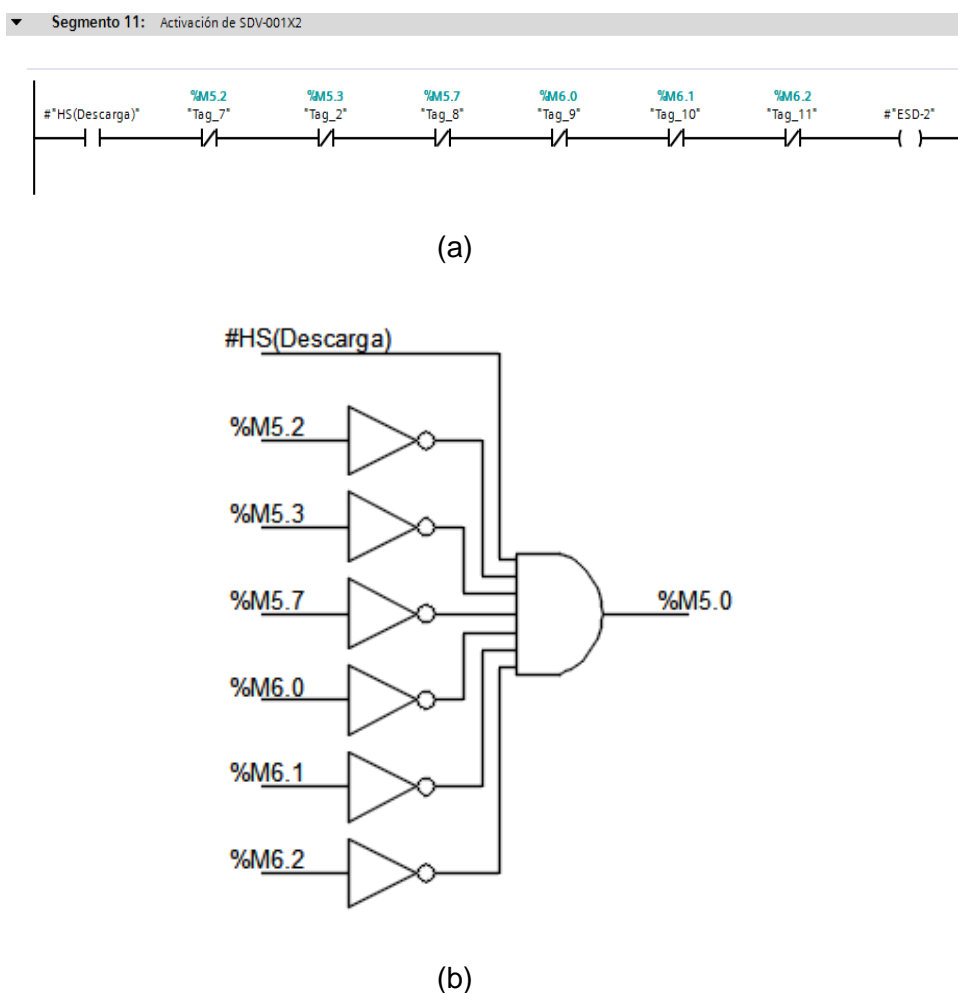 Segmento 11: Activación de SDV-001X2
%M5.2 %M5.3 %M5.7 %M6.0 %M6.1 %M6.2
#"HS(Descarga)" "Tag_7" "Tag_2" "Tag_8" "Tag_9" "Tag_10" "Tag_11" #"ESD-2"
(a)
#HS(Descarga)
%M5.2
%M5.3
%M5.7 %M5.0
%M6.0
%M6.1
%M6.2
(b)